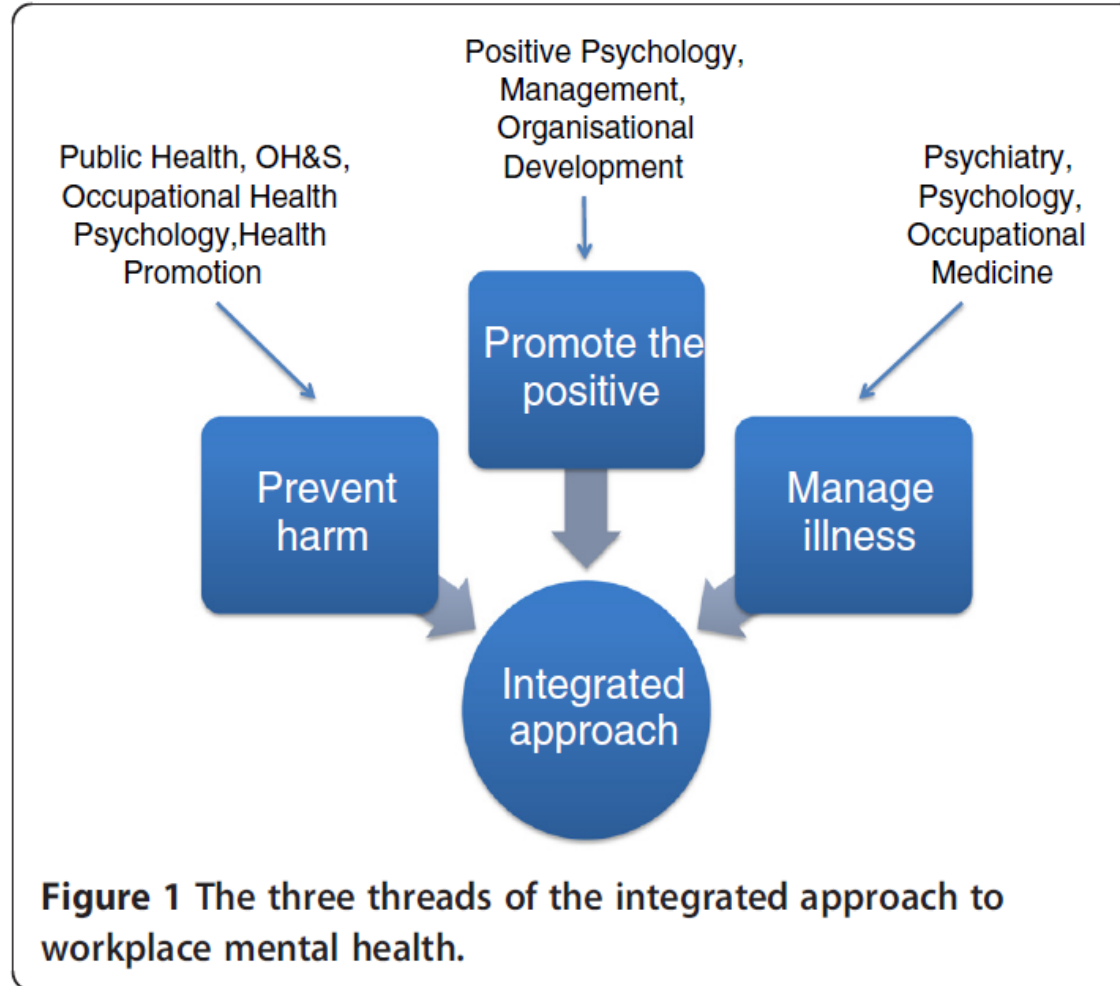 Positive Psychology,
Management,
Organisational
Development
Public Health, OH&S,
Occupational Health
Psychology,Health
Promotion
Psychiatry,
Psychology,
Occupational
Medicine
Promote the
positive
Prevent
harm
Manage
illness
Integrated
approach
Figure 1 The three threads of the integrated approach to
workplace mental health.